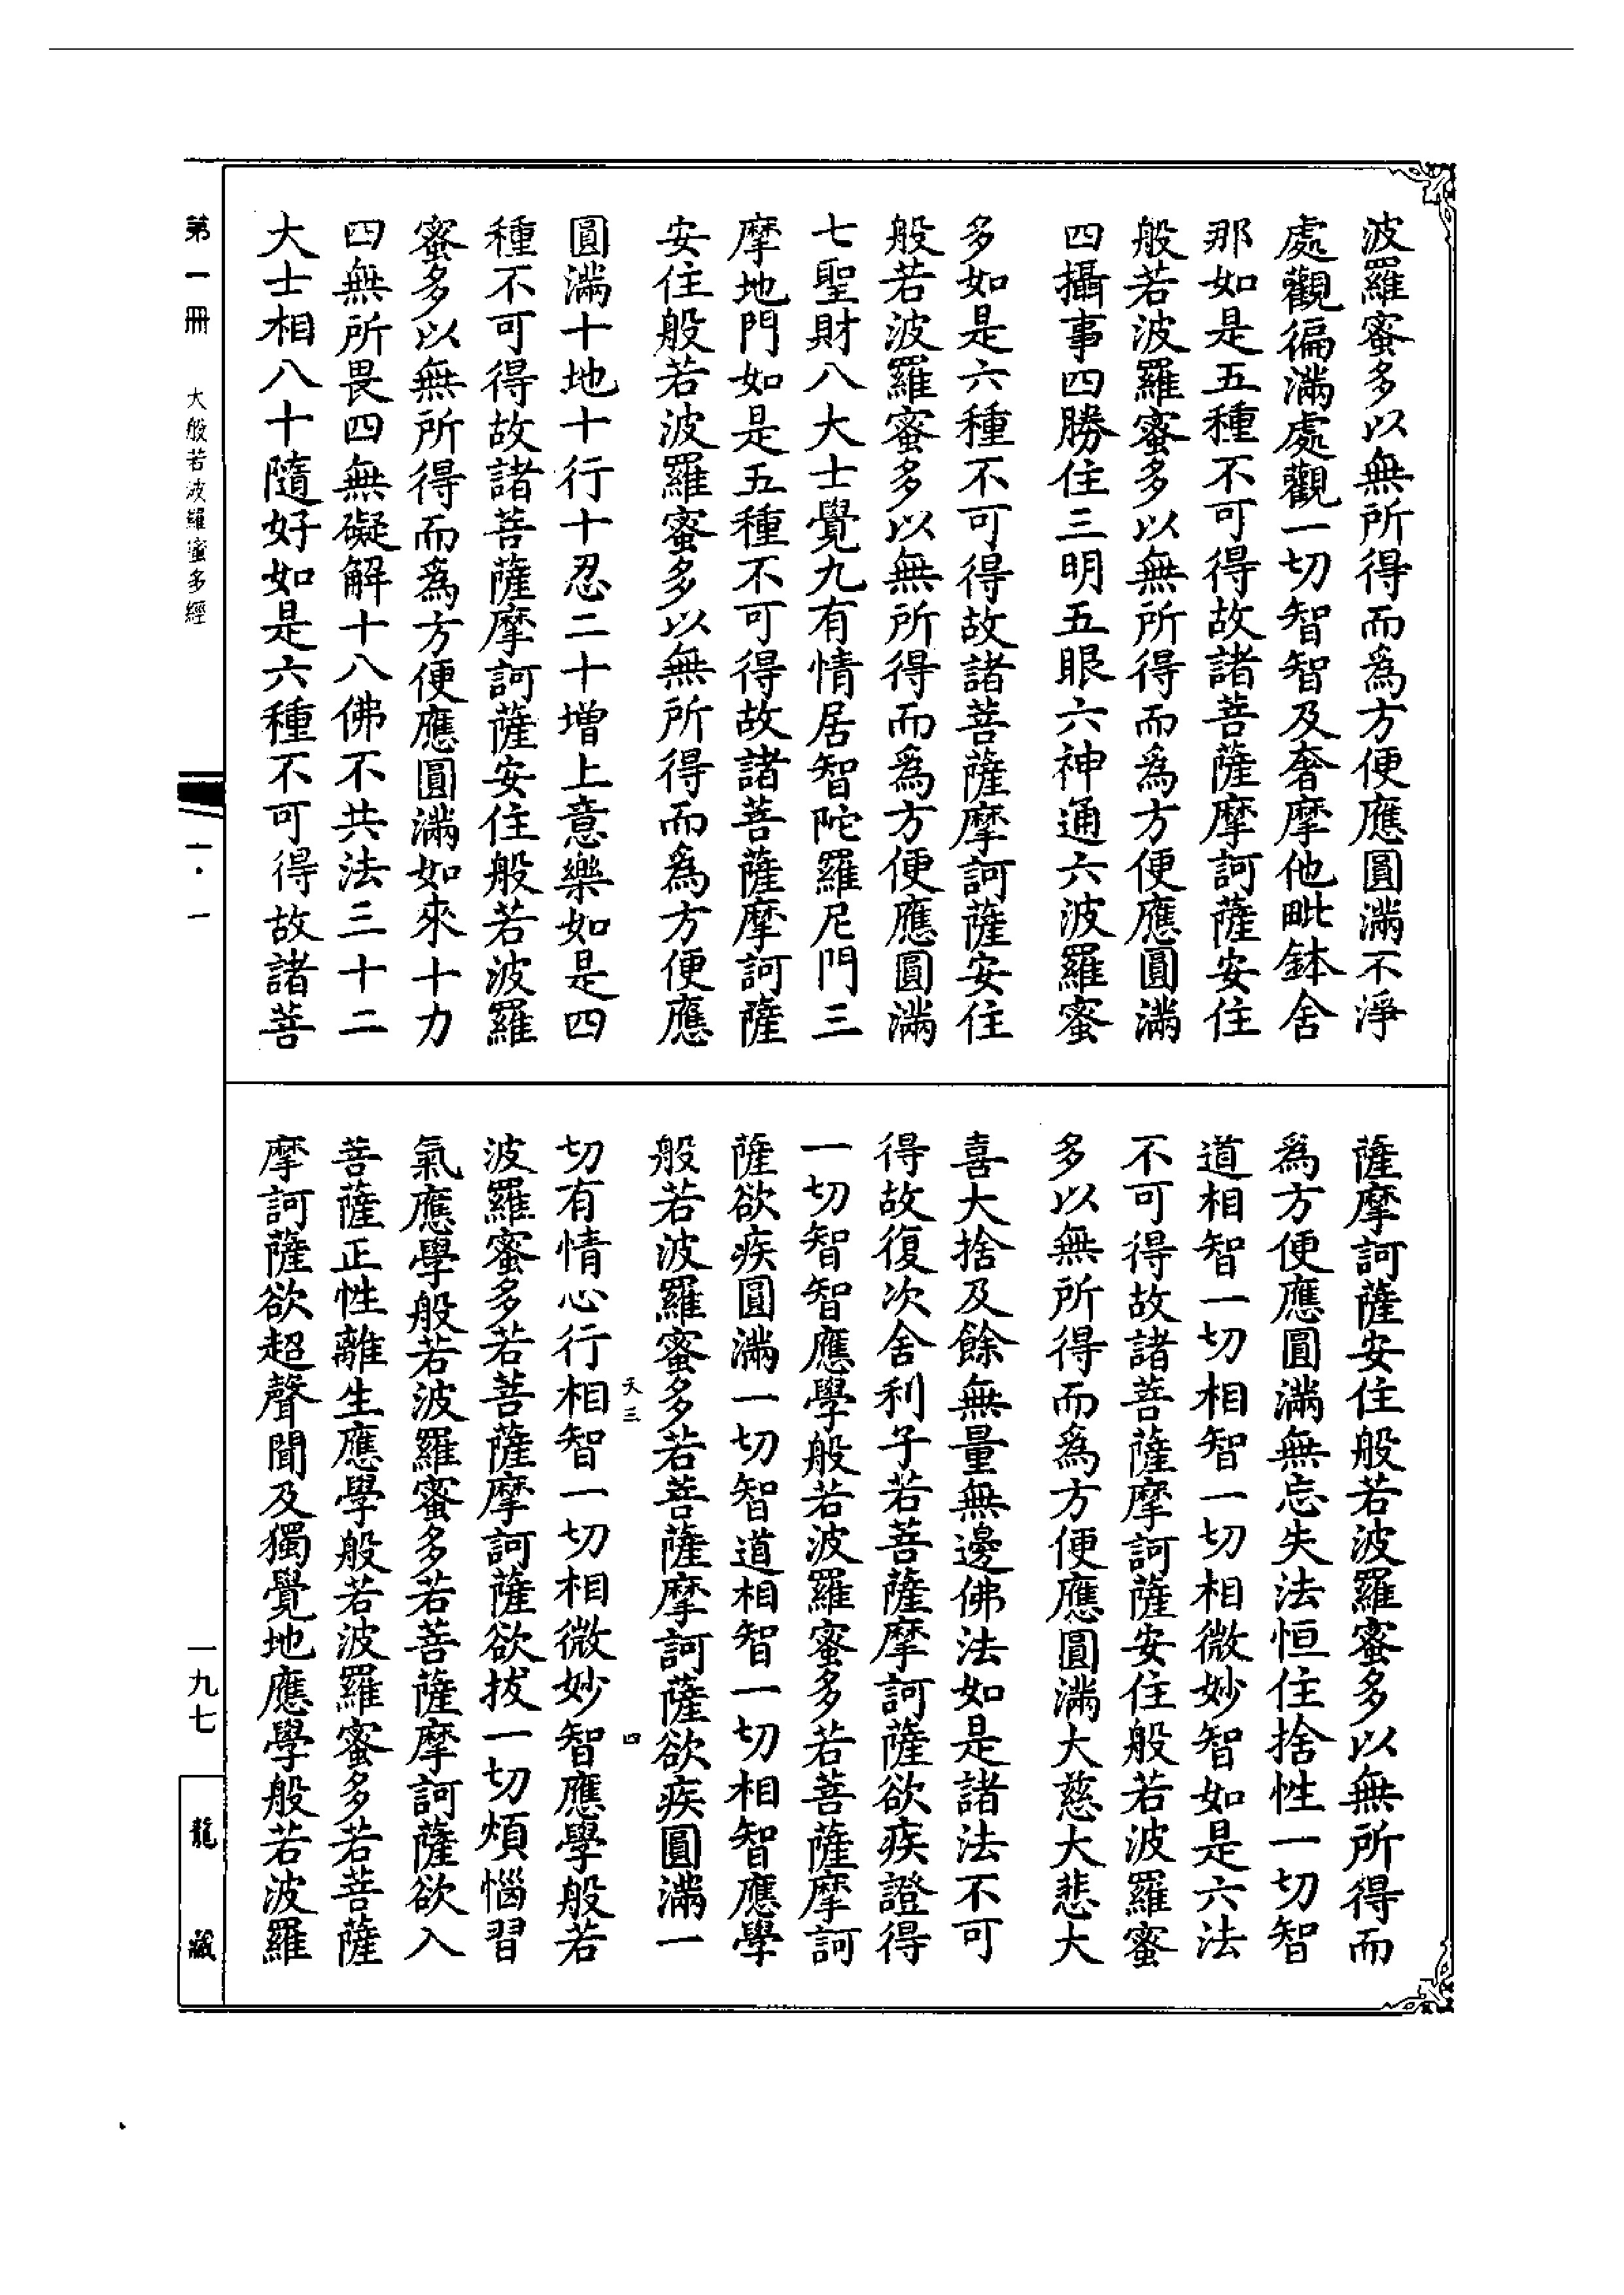 波羅蜜多以無所得而為方便應圓滿不淨
處觀徧滿處觀一切智智及奢摩他毗鉢舍
那如是五種不可得故諸菩薩摩訶薩安住
般若波羅蜜多以無所得而為方便應圓滿
四攝事四勝住三明五眼六神通六波羅蜜
多如是六種不可得故諸菩薩摩訶薩安住
般若波羅蜜多以無所得而為方便應圓滿
七聖財八大士覺九有情居智陀羅尼門三
摩地門如是五種不可得故諸菩薩摩訶薩
安住般若波羅蜜多以無所得而為方便應
圓滿十地十行十忍二十增上意樂如是四
種不可得故諸菩薩摩訶薩安住般若波羅
蜜多以無所得而為方便應圓滿如來十力
四無所畏四無礙解十八佛不共法三十二
大士相八十隨好如是六種不可得故諸菩
薩摩訶薩安住般若波羅蜜多以無所得而
為方便應圓滿無忘失法恒住捨性一切智
道相智一切相智一切相微妙智如是六法
不可得故諸菩薩摩訶薩安住般若波羅蜜
多以無所得而為方便應圓滿大慈大悲大
喜大捨及餘無量無邊佛法如是諸法不可
得故復次舍利子若菩薩摩訶薩欲疾證得
一切智智應學般若波羅蜜多若菩薩摩訶
薩欲疾圓滿一切智道相智一切相智應學
般若波羅蜜多若菩薩摩訶薩欲疾圓滿一
天三 四
切有情心行相智一切相微妙智應學般若
波羅蜜多若菩薩摩訶薩欲拔一切煩惱習
氣應學般若波羅蜜多若菩薩摩訶薩欲入
菩薩正性離生應學般若波羅蜜多若菩薩
摩訶薩欲超聲聞及獨覺地應學般若波羅
第一冊 大般若波羅蜜多經 一·一 一九七 龍藏